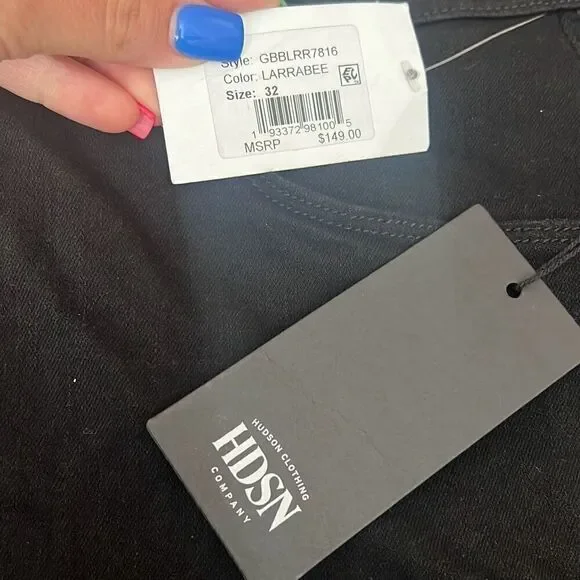 Style: GBBLRR7816
Color: LARRABEE
Size: 32
1 93372 98100 5
MSRP $149.00
HUDSON CLOTHING
HDSN
COMPANY